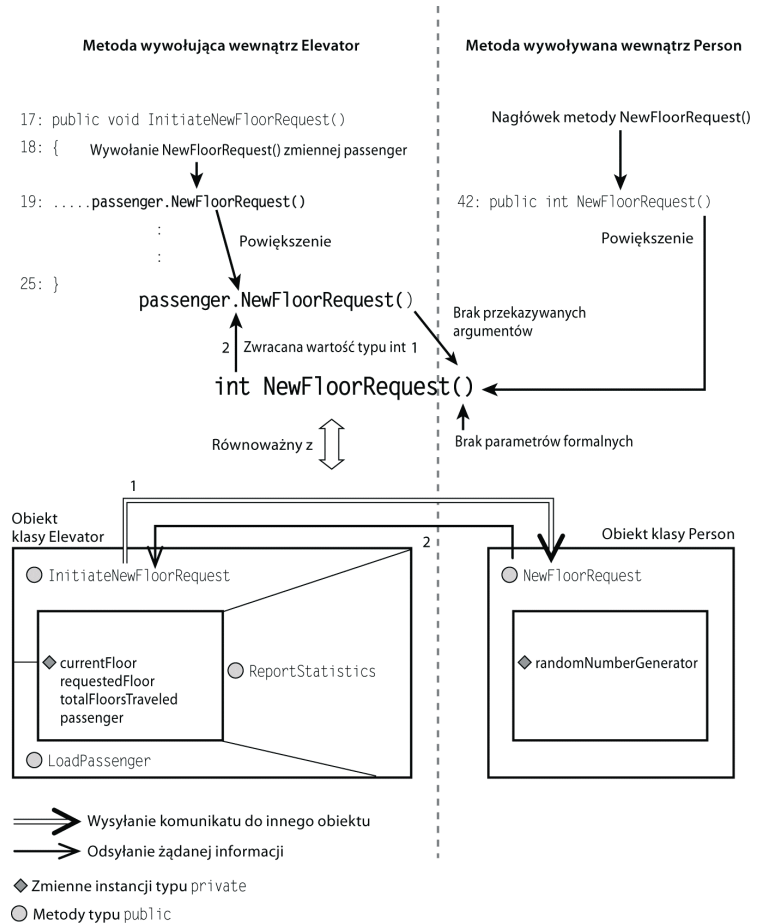 Metoda wywołująca wewnątrz Elevator
Metoda wywoływana wewnątrz Person
17: public void InitiateNewFloorRequest()
Nagłówek metody NewFloorRequest()
18: {
Wywołanie NewFloorRequest() zmiennej passenger
19: .....passenger.NewFloorRequest()
42: public int NewFloorRequest()
:
Powiększenie
Powiększenie
:
25: }
passenger.NewFloorRequest()
Brak przekazywanych
argumentów
2 Zwracana wartość typu int 1
int NewFloorRequest()
Równoważny z
Brak parametrów formalnych
1
Obiekt
klasy Elevator
2
Obiekt klasy Person
InitiateNewFloorRequest
NewFloorRequest
currentFloor
requestedFloor
totalFloorsTraveled
passenger
ReportStatistics
randomNumberGenerator
LoadPassenger
Wysyłanie komunikatu do innego obiektu
Odsyłanie żądanej informacji
Zmienne instancji typu private
Metody typu public